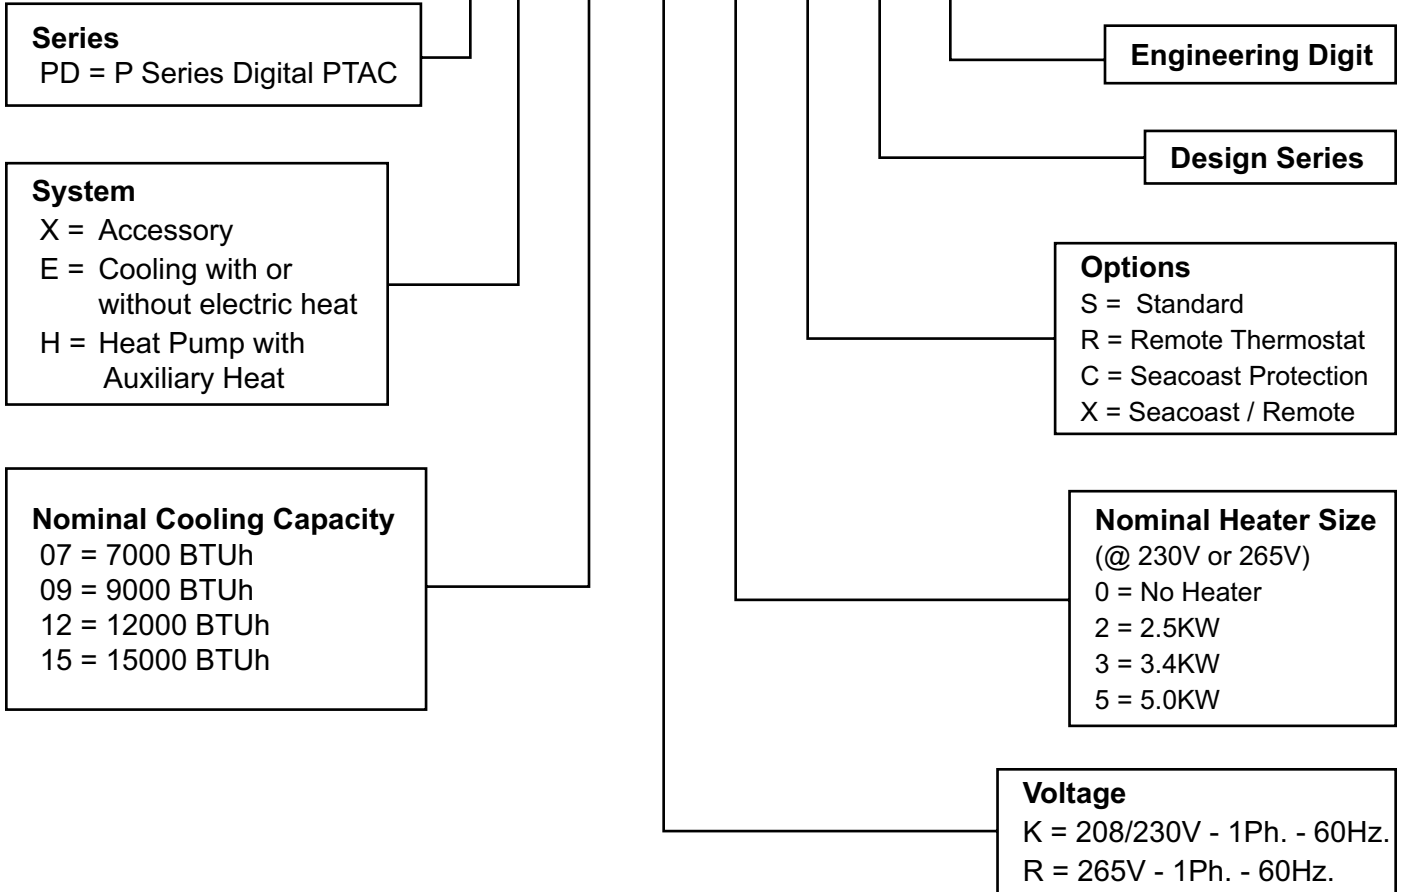 Series
PD = P Series Digital PTAC
System
X = Accessory
E = Cooling with or
without electric heat
H = Heat Pump with
Auxiliary Heat
Nominal Cooling Capacity
07 = 7000 BTUh
09 = 9000 BTUh
12 = 12000 BTUh
15 = 15000 BTUh
Engineering Digit
Design Series
Options
S = Standard
R = Remote Thermostat
C = Seacoast Protection
X = Seacoast / Remote
Nominal Heater Size
(@ 230V or 265V)
0 = No Heater
2 = 2.5KW
3 = 3.4KW
5 = 5.0KW
Voltage
K = 208/230V - 1Ph. - 60Hz.
R = 265V - 1Ph. - 60Hz.